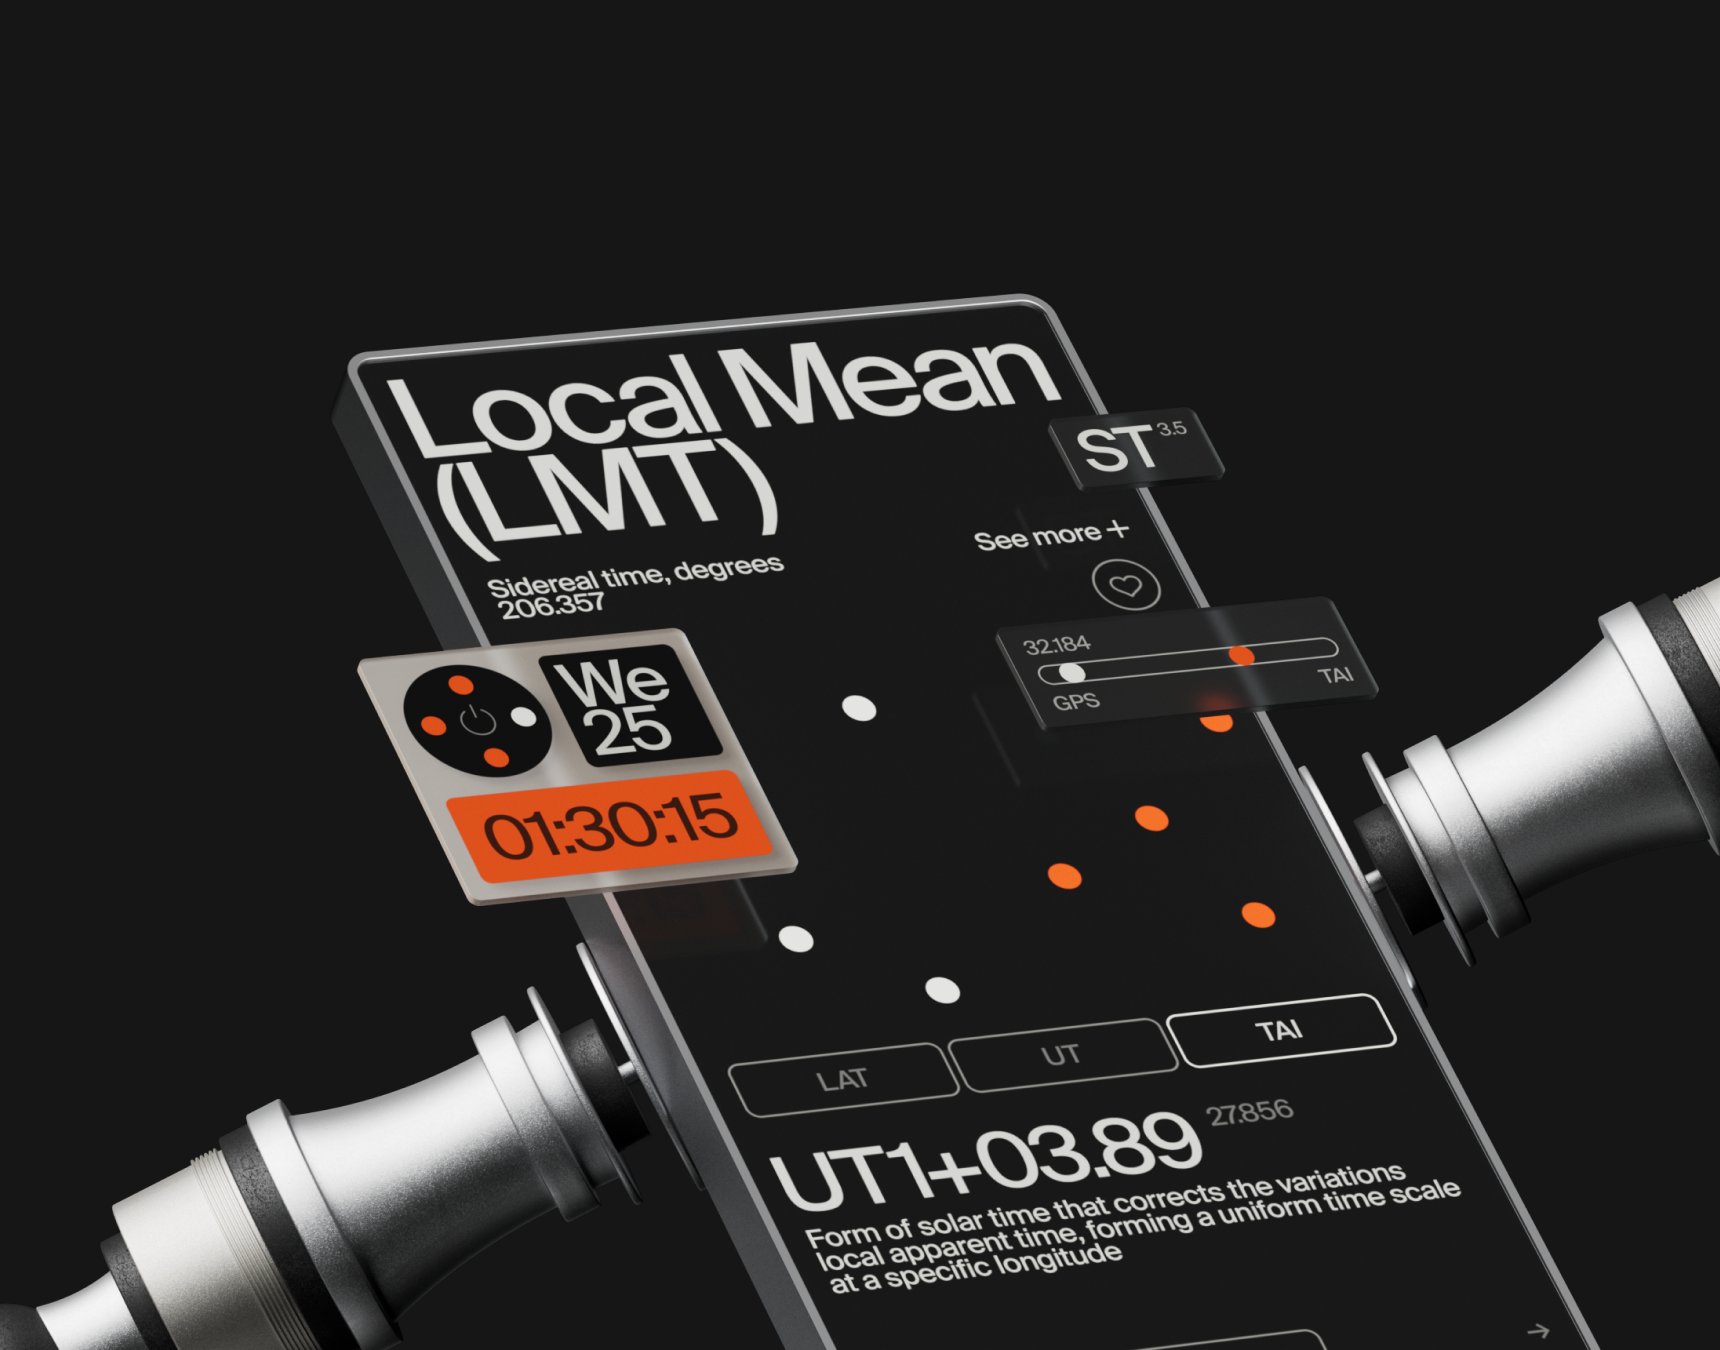 Local Mean
(LMT)
ST 3.5
See more +
Sidereal time, degrees
206.357
32.184
GPS
TAI
We
25
01:30:15
LAT
UT
TAI
UT1+03.89 27.856
Form of solar time that corrects the variations
local apparent time, forming a uniform time scale
at a specific longitude